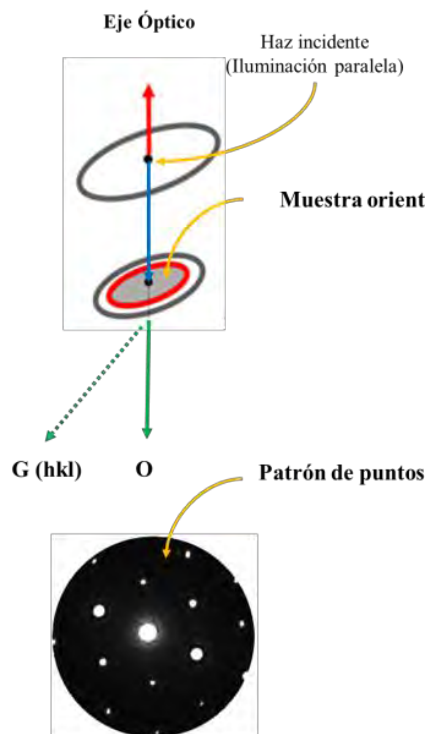 Eje Óptico
Haz incidente
(Iluminación paralela)
Muestra orient
G (hkl)
O
Patrón de puntos